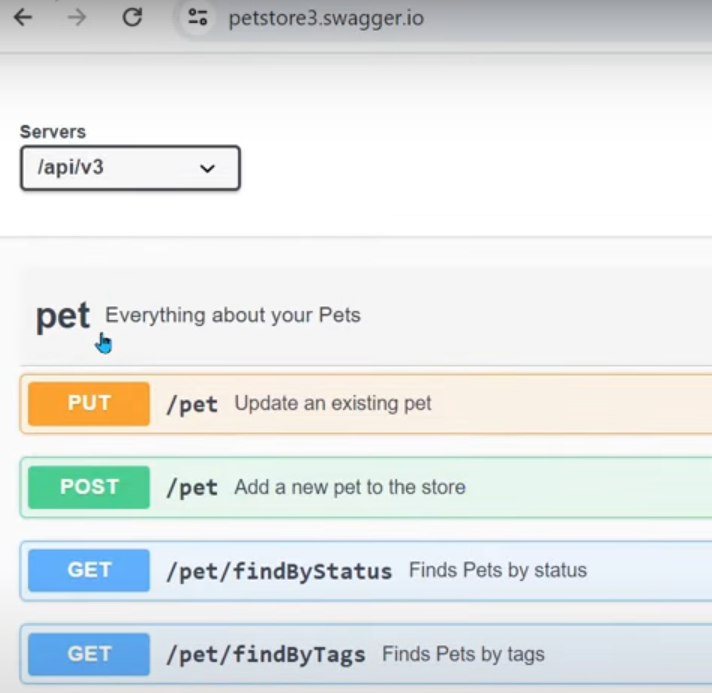 petstore3.swagger.io
Servers
/api/v3
pet Everything about your Pets
PUT /pet Update an existing pet
POST /pet Add a new pet to the store
GET /pet/findByStatus Finds Pets by status
GET /pet/findByTags Finds Pets by tags